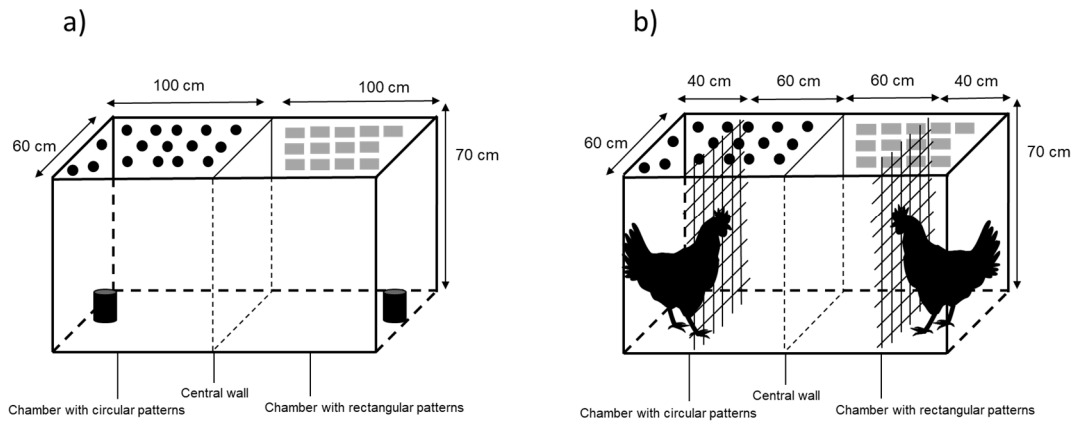 a)
100 cm
100 cm
60 cm
70 cm
Central wall
Chamber with circular patterns
Chamber with rectangular patterns
b)
40 cm
60 cm
60 cm
40 cm
60 cm
70 cm
Central wall
Chamber with circular patterns
Chamber with rectangular patterns